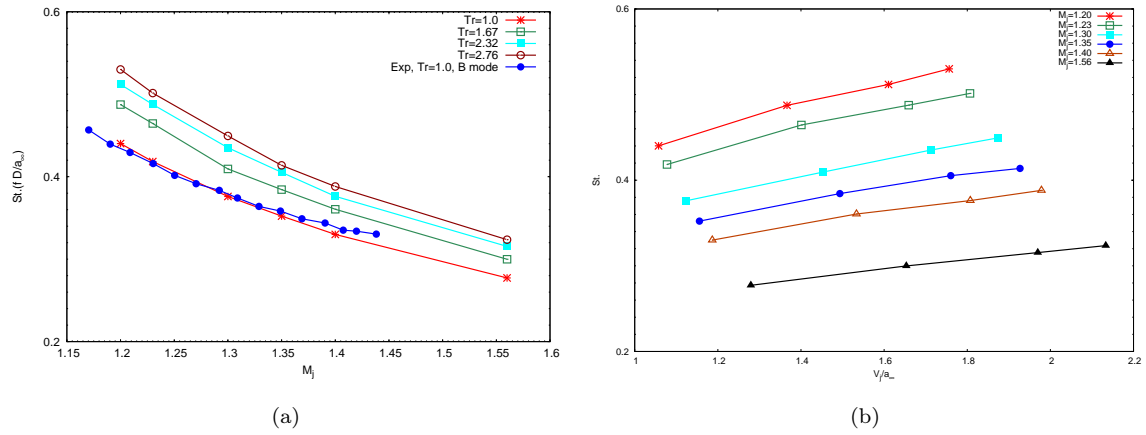 0.6
0.4
0.2
1.15
1.2
1.25
1.3
1.35
1.4
1.45
1.5
1.55
1.6
St.(f D/a∞)
Mj
Tr=1.0
Tr=1.67
Tr=2.32
Tr=2.76
Exp, Tr=1.0, B mode
(a)
0.6
0.4
0.2
1
1.2
1.4
1.6
1.8
2
2.2
St.
Vj/a∞
Mj=1.20
Mj=1.23
Mj=1.30
Mj=1.35
Mj=1.40
Mj=1.56
(b)